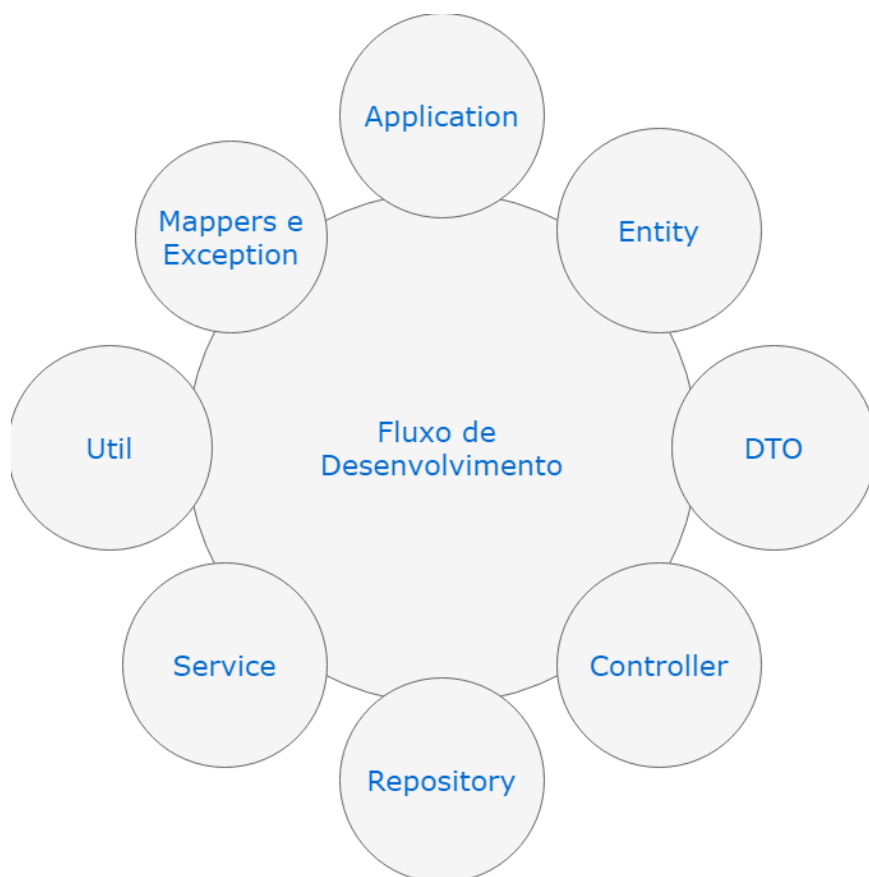 Application
Entity
Mappers e
Exception
Fluxo de
Desenvolvimento
Util
DTO
Service
Controller
Repository